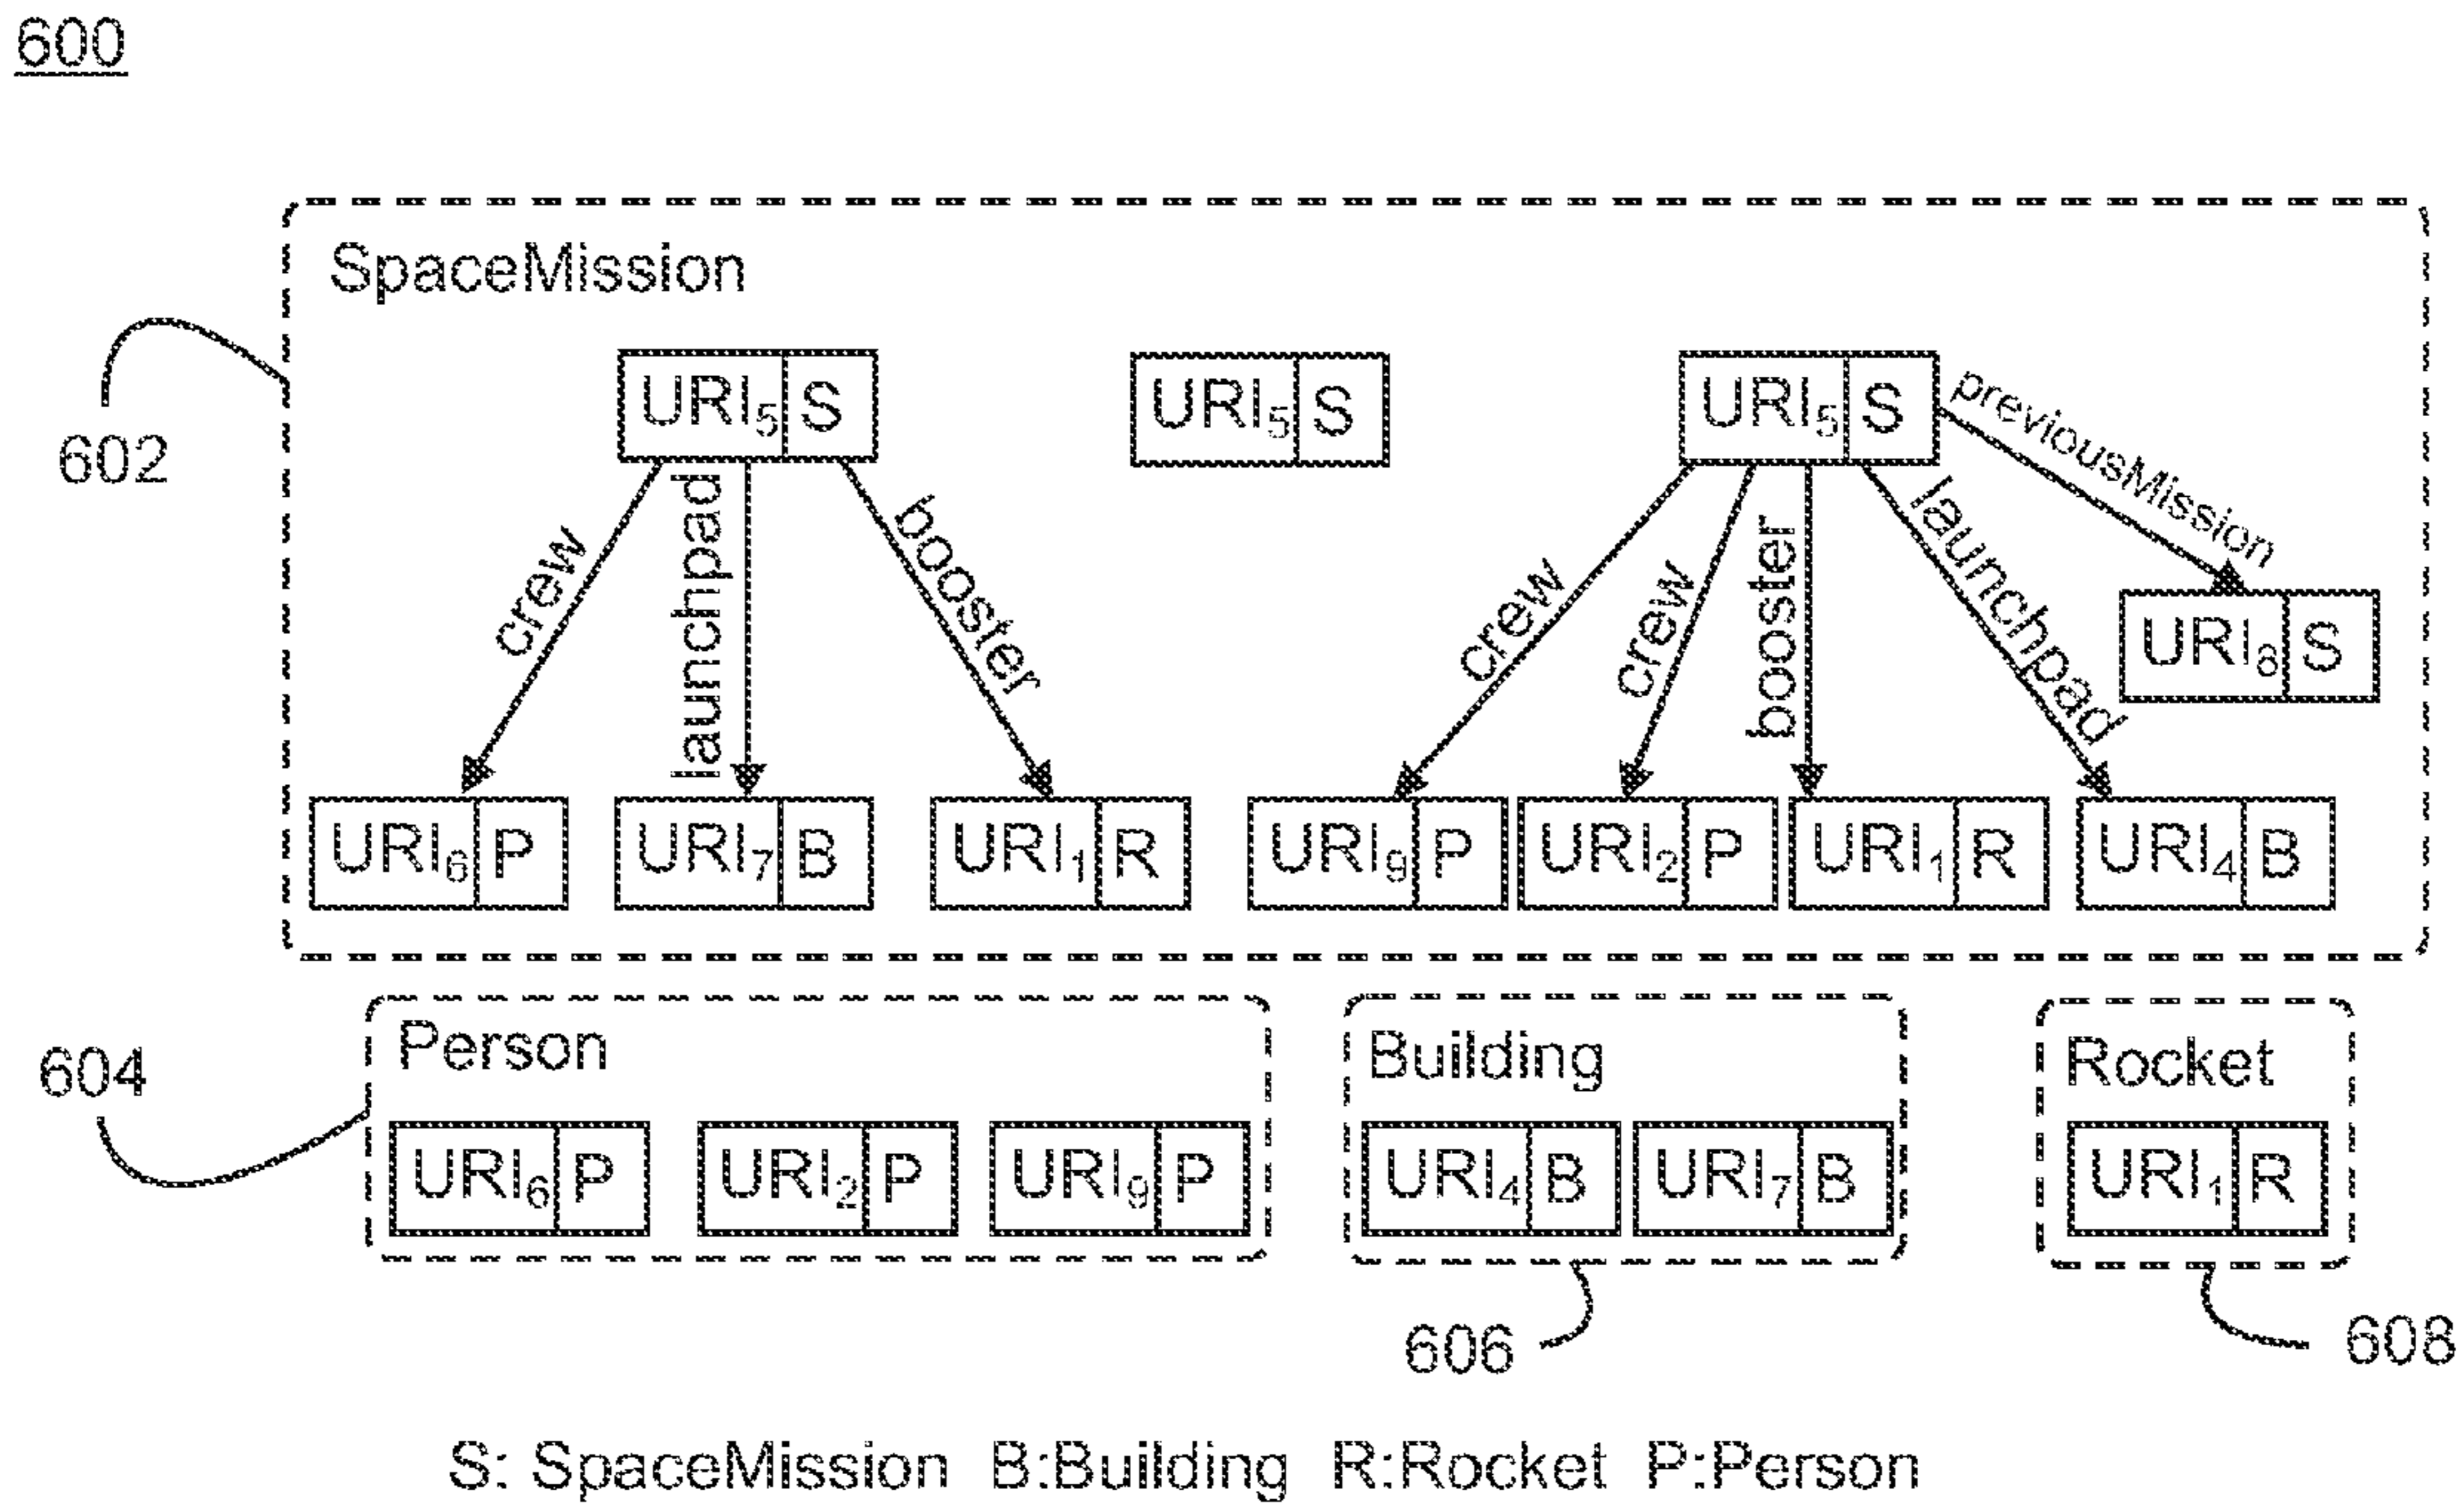 600
SpaceMission
URI₅ S URI₅ S URI₅ S
previousMission
602
crew launchpad booster crew crew booster launchpad
URI₈ S
URI₆ P URI₇ B URI₁ R URI₉ P URI₂ P URI₁ R URI₄ B
Person Building Rocket
604
URI₆ P URI₂ P URI₉ P URI₄ B URI₇ B URI₁ R
606 608
S: SpaceMission B:Building R:Rocket P:Person